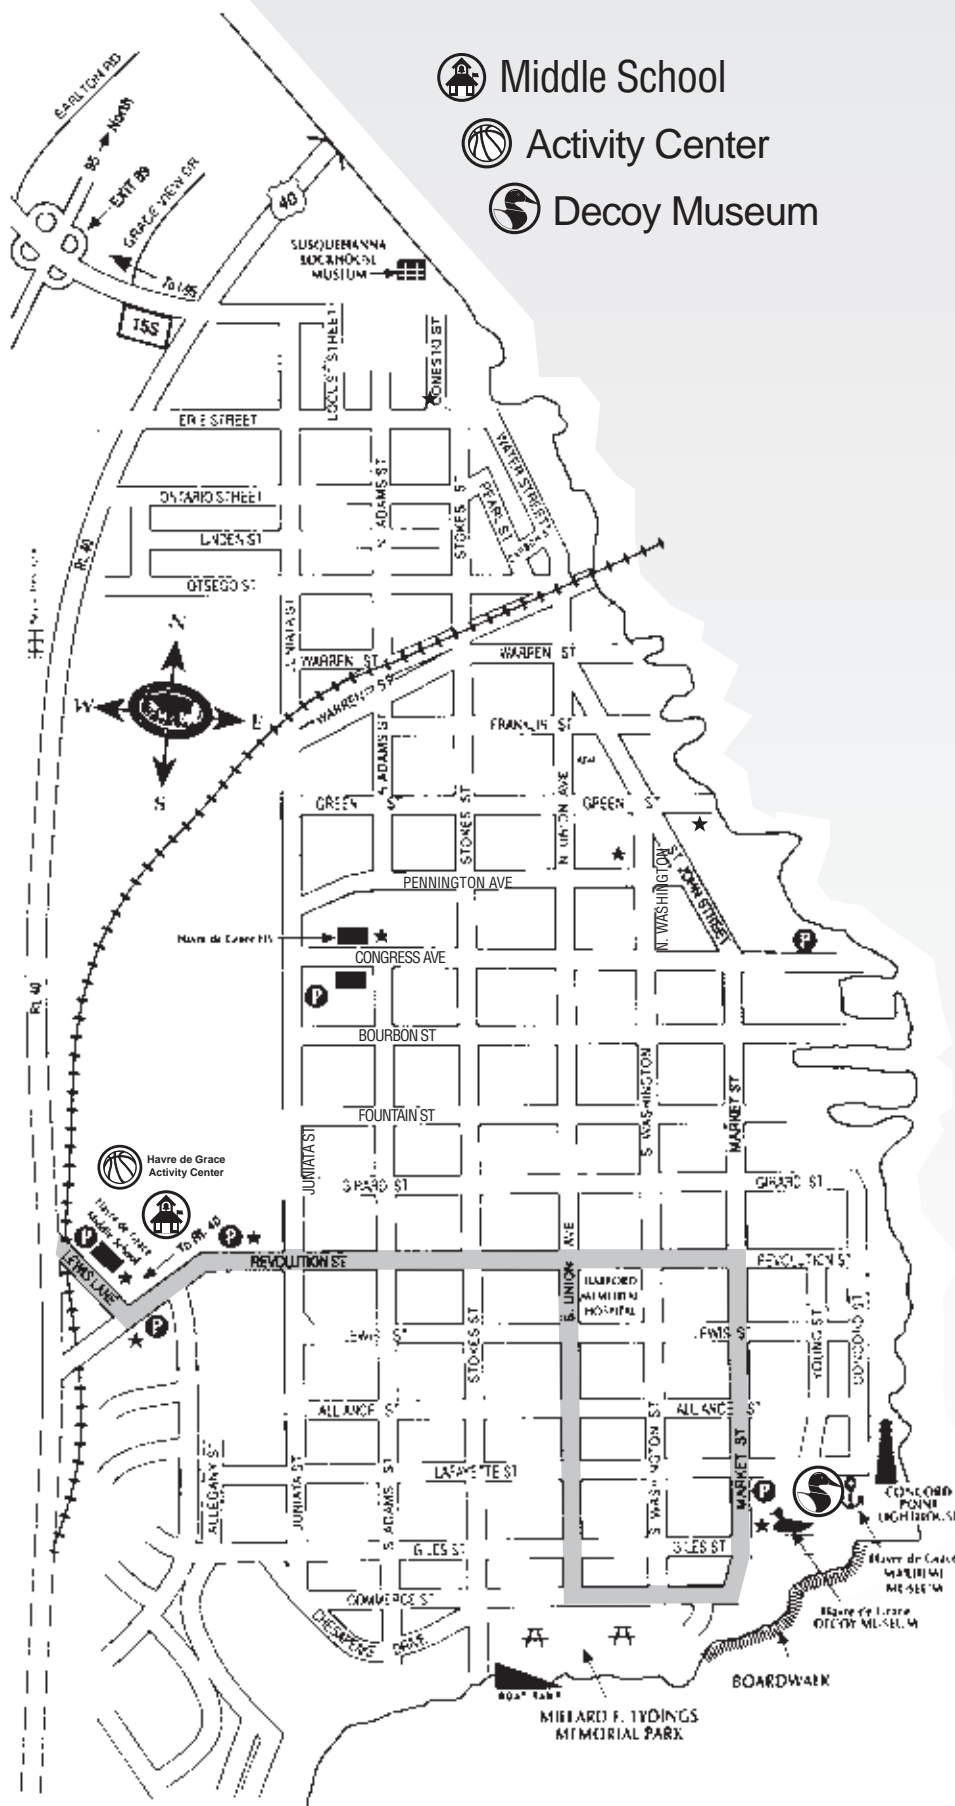 Middle School
Activity Center
Decoy Museum
EARLTON RD
95
North
EXIT 89
GRACE VIEW DR
To I-95
155
40
SUSQUEHANNA
LOCKHOUSE
MUSEUM
LOCUST STREET
CONESTO ST
ERIE STREET
WATER STREET
ONTARIO STREET
N ADAMS ST
STOKES ST
PEARL ST
LINDEN ST
OTSEGO ST
Rt. 40
N
W
E
S
JUNIATA ST
WARREN ST
WARREN ST
WARREN ST
FRANKLIN ST
N ADAMS ST
GREEN ST
STOKES ST
N UNION AVE
GREEN ST
PENNINGTON AVE
N. WASHINGTON
ST. JOHN STREET
Havre de Grace HS
CONGRESS AVE
P
P
Rt. 40
BOURBON ST
FOUNTAIN ST
S WASHINGTON
MARKET ST
JUNIATA ST
GIRARD ST
GIRARD ST
Havre de Grace
Activity Center
Havre de Grace
Middle School
To Rt. 40
P
P
P
LEWIS LANE
REVOLUTION ST
REVOLUTION ST
S. UNION AVE
HARFORD
MEMORIAL
HOSPITAL
LEWIS ST
LEWIS ST
STOKES ST
YOUNG ST
CONCORD ST
ALLIANCE ST
ALLIANCE ST
ALLEGANY ST
JUNIATA ST
S ADAMS ST
LAFAYETTE ST
S WASHINGTON ST
MARKET ST
P
CONCORD
POINT
LIGHTHOUSE
GILES ST
GILES ST
Havre de Grace
MARITIME
MUSEUM
Havre de Grace
DECOY MUSEUM
COMMERCE ST
CHESAPEAKE DRIVE
BOARDWALK
BOAT RAMP
MILLARD E. TYDINGS
MEMORIAL PARK